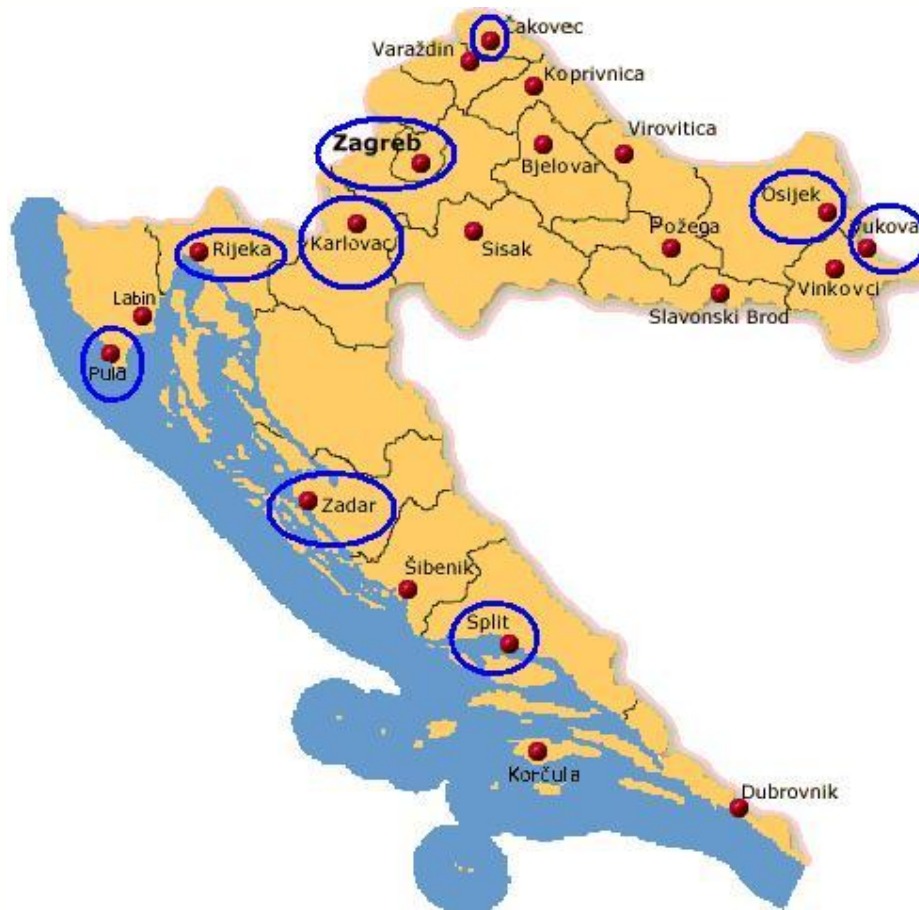 Čakovec
Varaždin
Koprivnica
Zagreb
Virovitica
Bjelovar
Osijek
Rijeka
Karlovac
Sisak
Požega
Vukova
Vinkovci
Labin
Slavonski Brod
Pula
Zadar
Šibenik
Split
Korčula
Dubrovnik